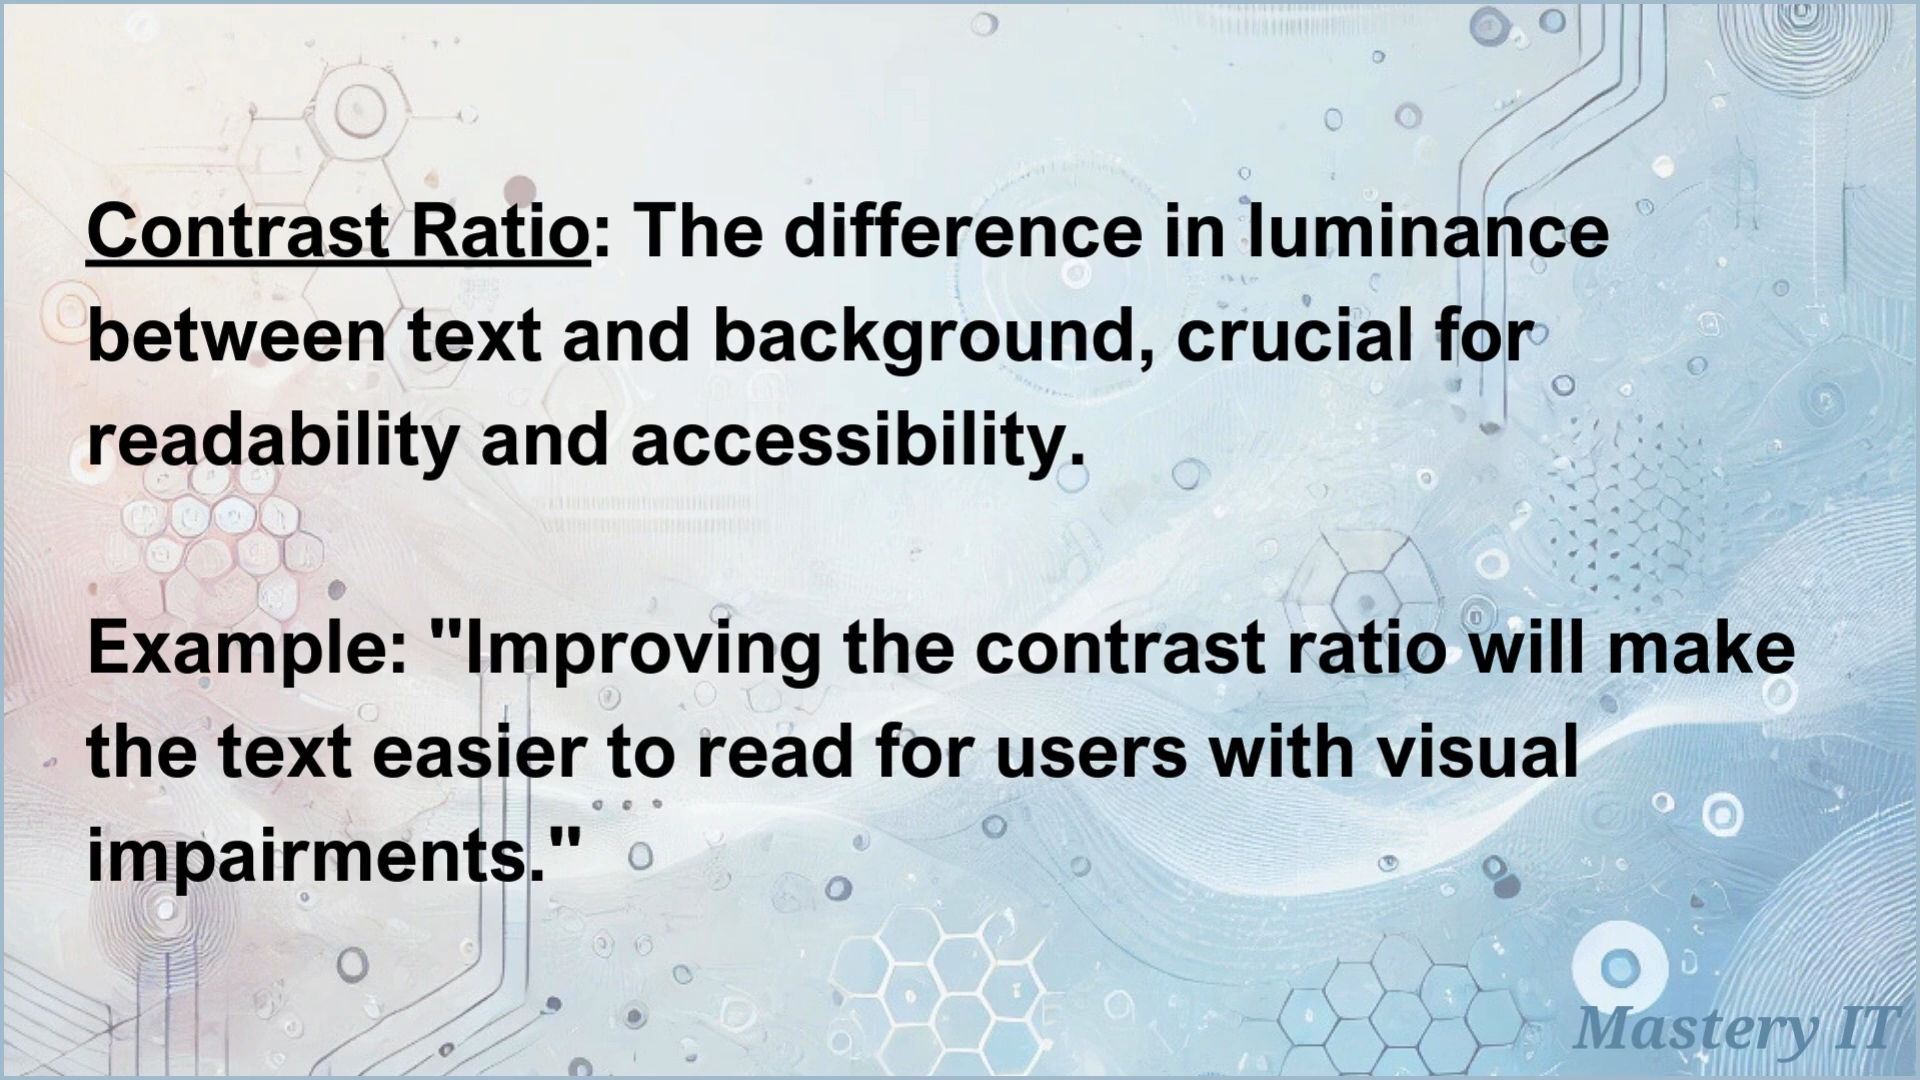 Contrast Ratio: The difference in luminance
between text and background, crucial for
readability and accessibility.
Example: "Improving the contrast ratio will make
the text easier to read for users with visual
impairments."
Mastery IT